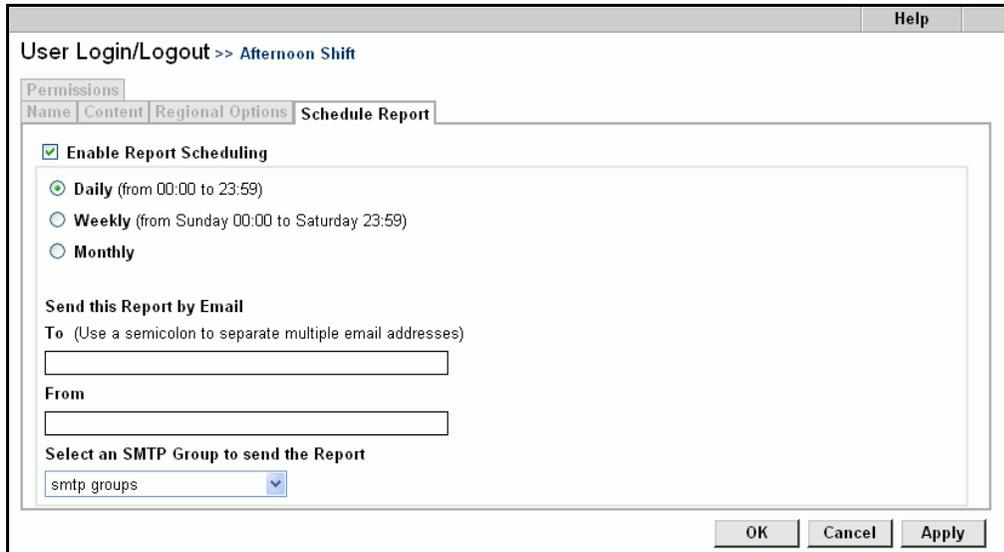 Help
User Login/Logout >> Afternoon Shift
Permissions
Name Content Regional Options Schedule Report
Enable Report Scheduling
Daily (from 00:00 to 23:59)
Weekly (from Sunday 00:00 to Saturday 23:59)
Monthly
Send this Report by Email
To (Use a semicolon to separate multiple email addresses)
From
Select an SMTP Group to send the Report
smtp groups
OK Cancel Apply